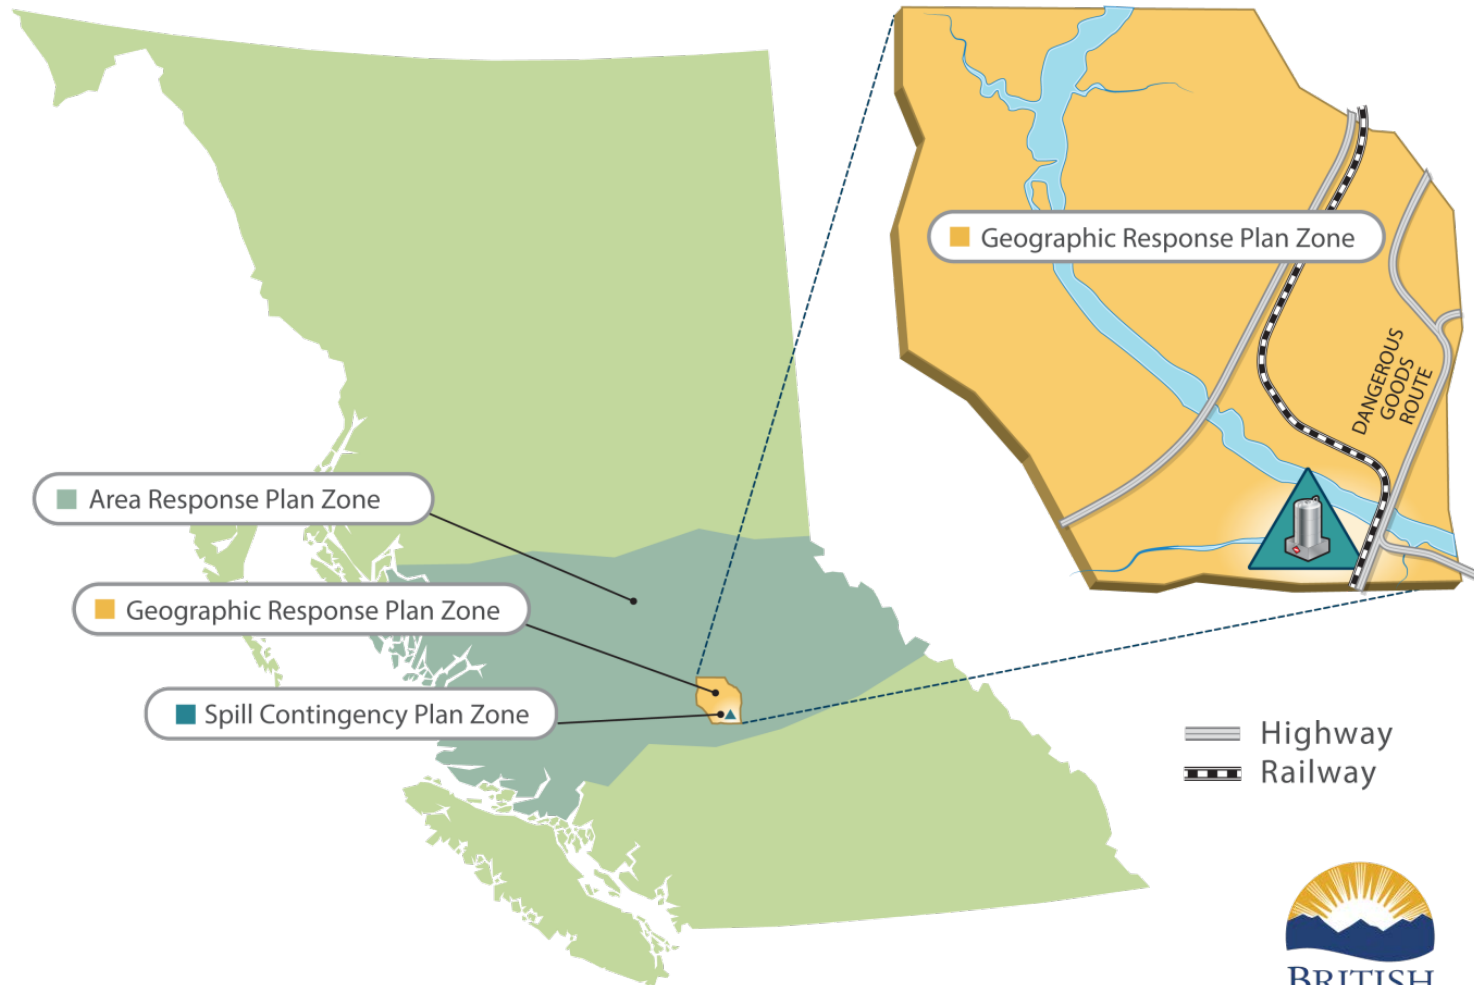 Geographic Response Plan Zone
DANGEROUS
GOODS
ROUTE
Area Response Plan Zone
Geographic Response Plan Zone
Spill Contingency Plan Zone
Highway
Railway
BRITISH